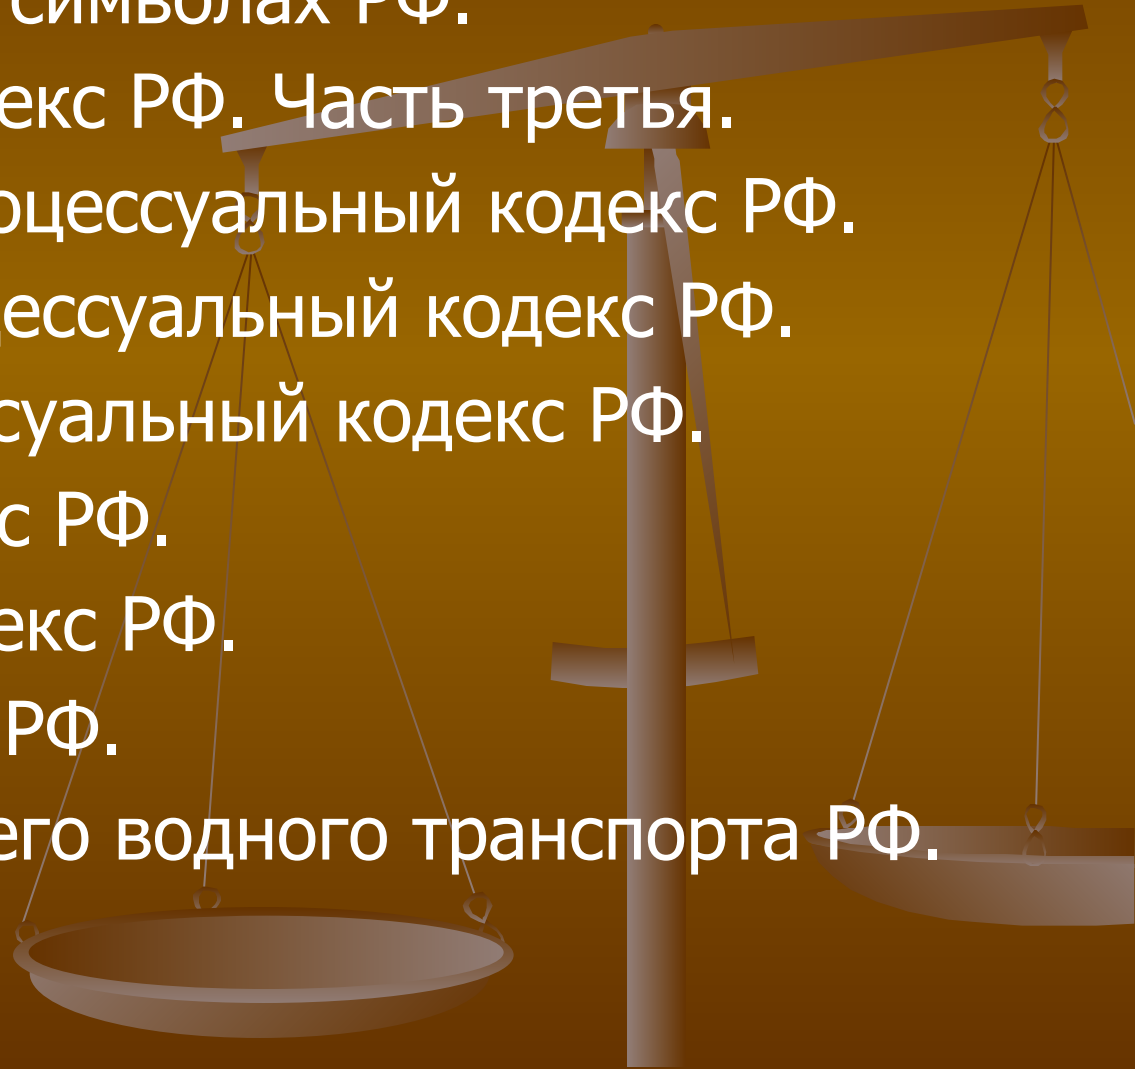 символах РФ.
екс РФ. Часть третья.
оцессуальный кодекс РФ.
ессуальный кодекс РФ.
суальный кодекс РФ.
с РФ.
екс РФ.
РФ.
его водного транспорта РФ.